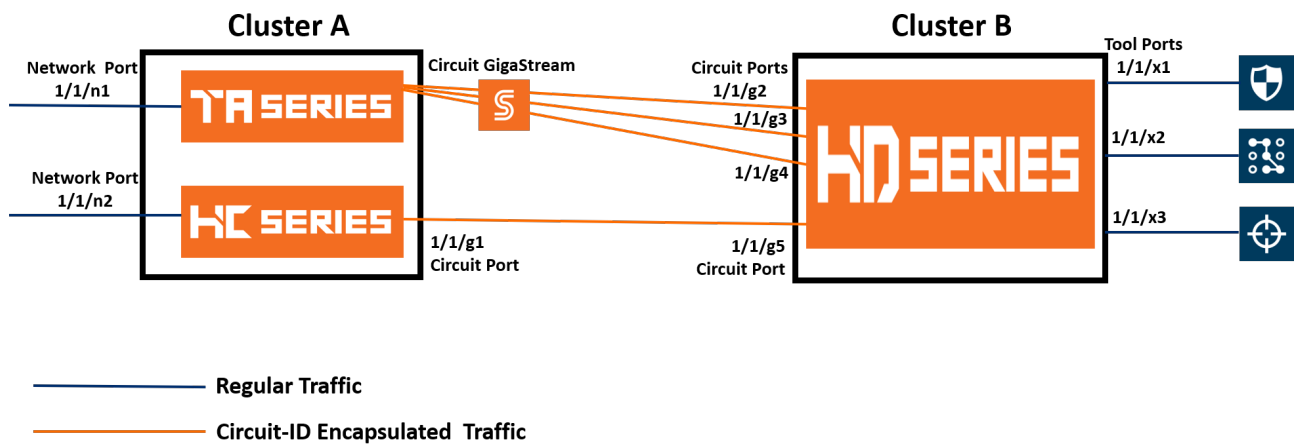 Cluster A
Cluster B
Network Port
1/1/n1
TA SERIES
Circuit GigaStream
S
Circuit Ports
1/1/g2
1/1/g3
1/1/g4
HD SERIES
Tool Ports
1/1/x1
1/1/x2
1/1/x3
Network Port
1/1/n2
HC SERIES
1/1/g1
Circuit Port
1/1/g5
Circuit Port
Regular Traffic
Circuit-ID Encapsulated Traffic